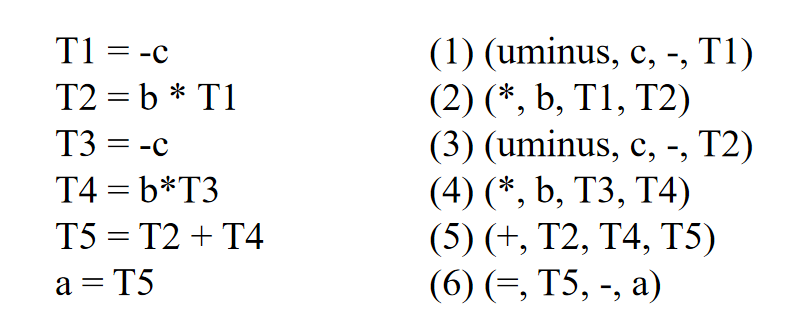 T1 = -c
T2 = b * T1
T3 = -c
T4 = b*T3
T5 = T2 + T4
a = T5
(1) (uminus, c, -, T1)
(2) (*, b, T1, T2)
(3) (uminus, c, -, T2)
(4) (*, b, T3, T4)
(5) (+, T2, T4, T5)
(6) (=, T5, -, a)